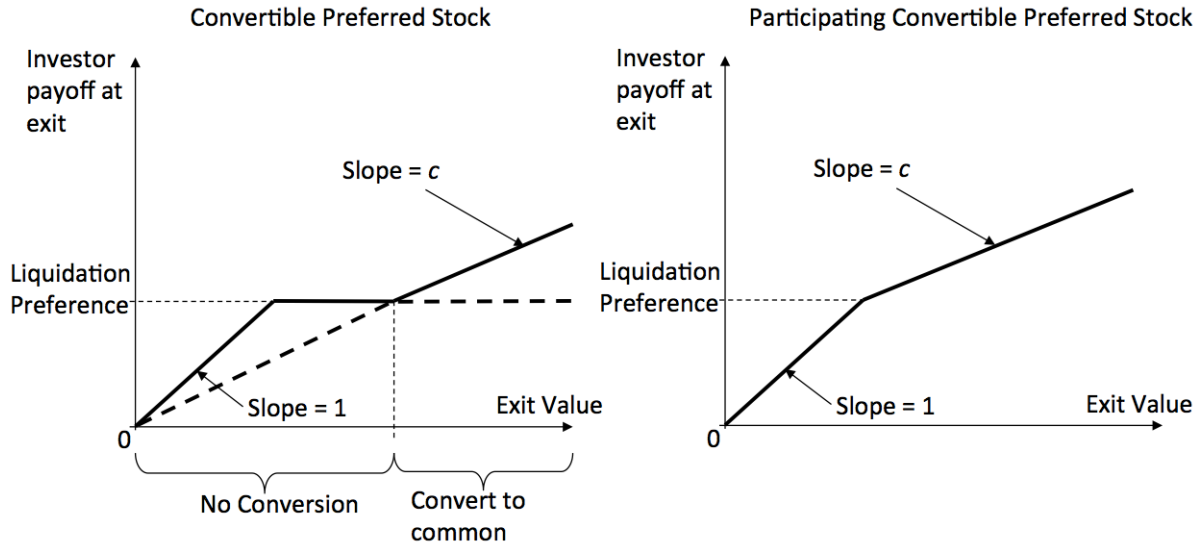 Convertible Preferred Stock
Investor
payoff at
exit
Slope = c
Liquidation
Preference
Slope = 1
Exit Value
0
No Conversion
Convert to
common
Participating Convertible Preferred Stock
Investor
payoff at
exit
Slope = c
Liquidation
Preference
Slope = 1
Exit Value
0